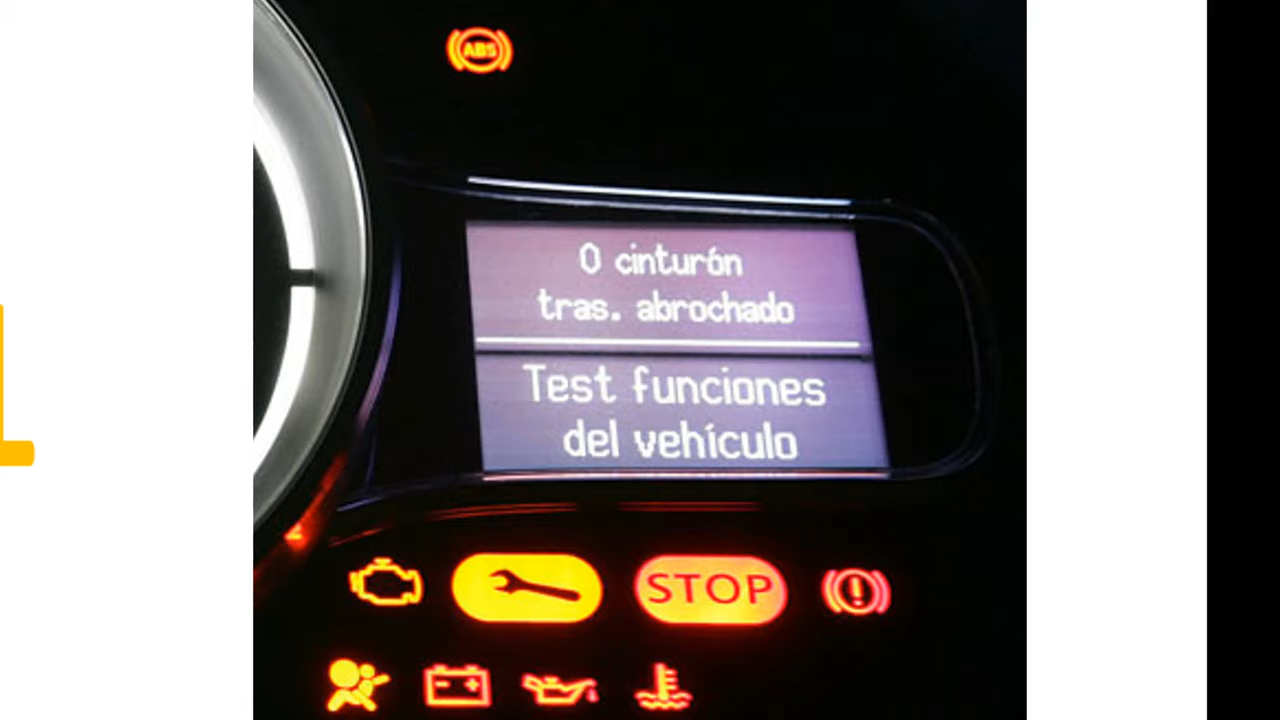 ABS
0 cinturón
tras. abrochado
Test funciones
del vehículo
STOP